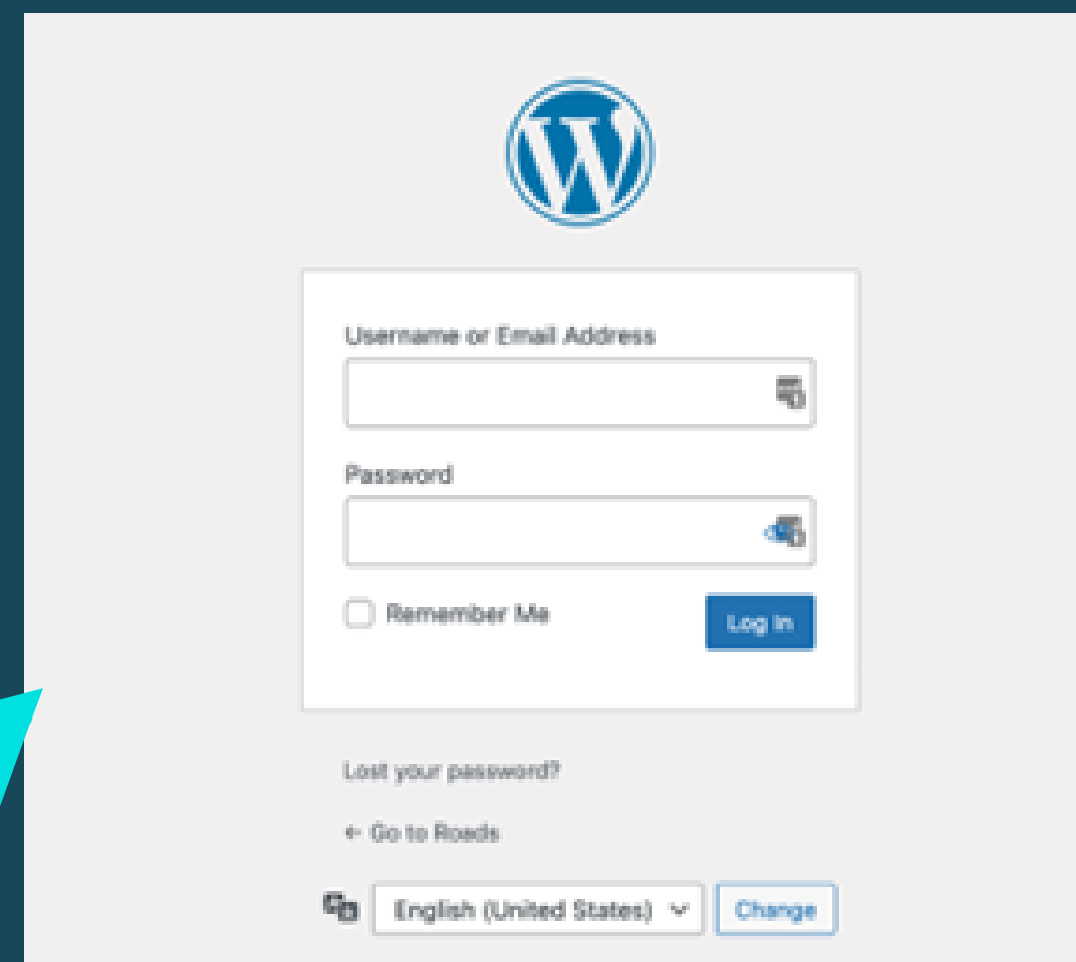 Username or Email Address
Password
Remember Me
Log In
Lost your password?
← Go to Roads
English (United States)
Change